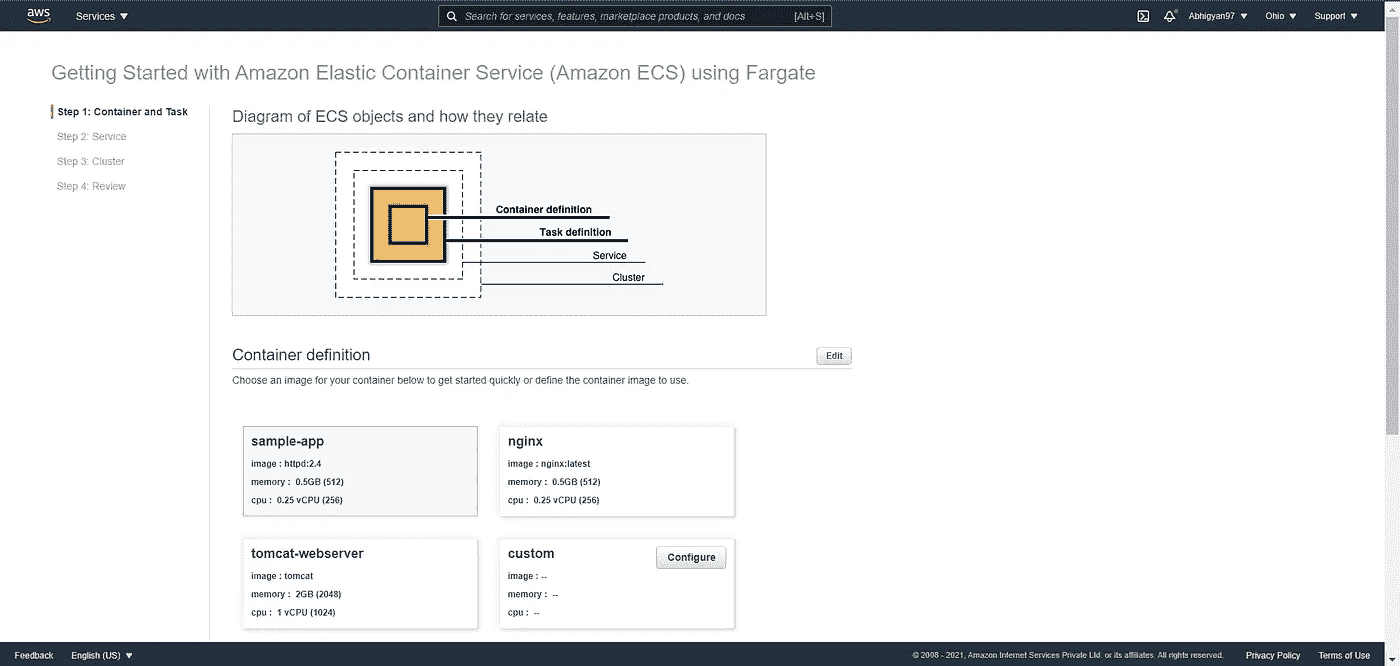 aws
Services
Search for services, features, marketplace products, and docs [Alt+S]
Abhigyan97
Ohio
Support
Getting Started with Amazon Elastic Container Service (Amazon ECS) using Fargate
Step 1: Container and Task
Step 2: Service
Step 3: Cluster
Step 4: Review
Diagram of ECS objects and how they relate
Container definition
Task definition
Service
Cluster
Container definition
Edit
Choose an image for your container below to get started quickly or define the container image to use.
sample-app
image : httpd:2.4
memory : 0.5GB (512)
cpu : 0.25 vCPU (256)
nginx
image : nginx:latest
memory : 0.5GB (512)
cpu : 0.25 vCPU (256)
tomcat-webserver
image : tomcat
memory : 2GB (2048)
cpu : 1 vCPU (1024)
custom
Configure
image : --
memory : --
cpu : --
Feedback
English (US)
© 2008 - 2021, Amazon Internet Services Private Ltd. or its affiliates. All rights reserved.
Privacy Policy
Terms of Use